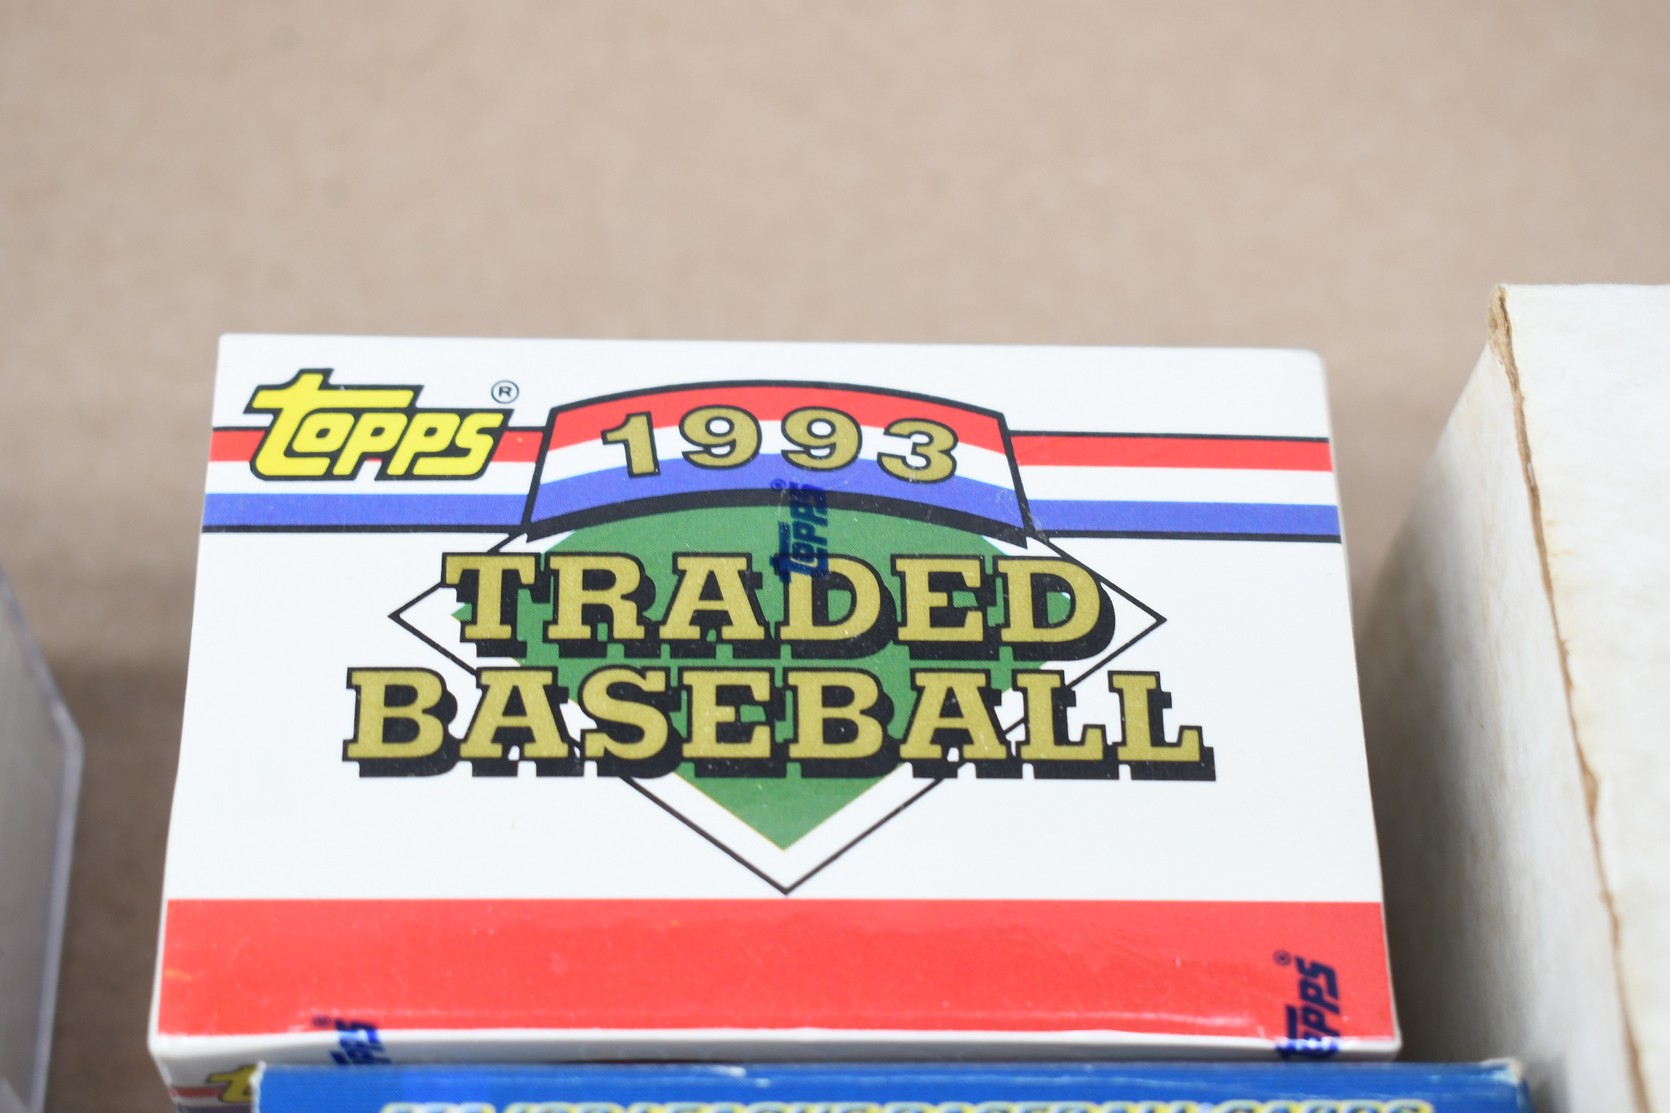 Topps®
1993
® Topps
TRADED
BASEBALL
® Topps
® Topps